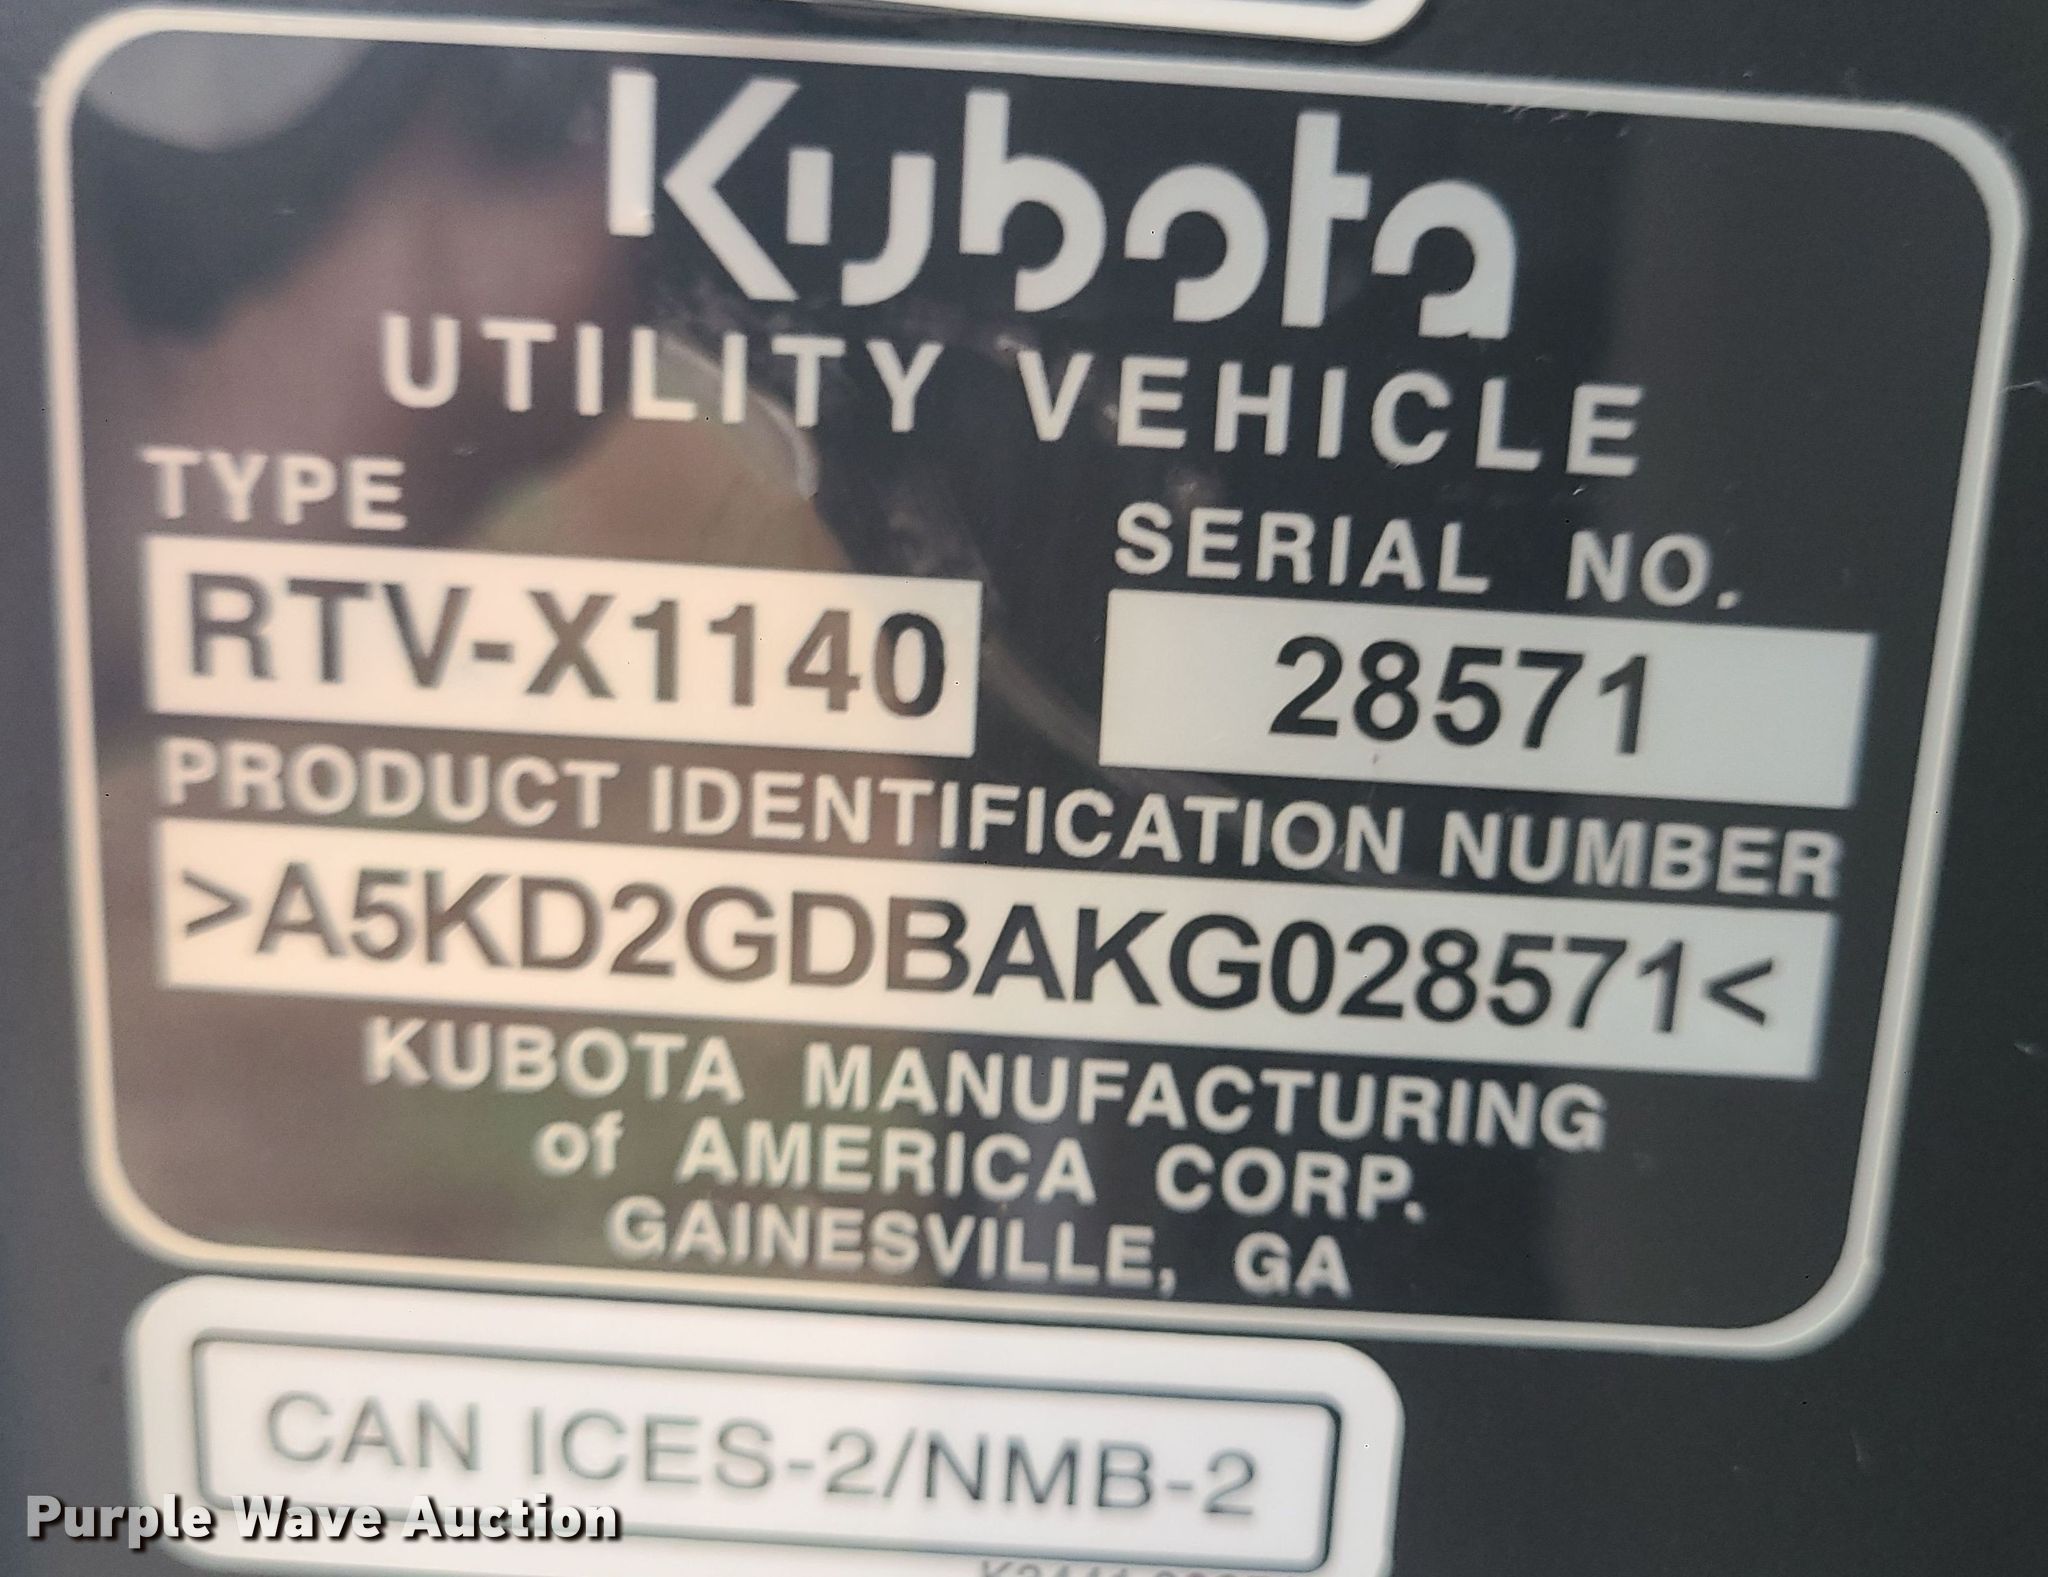 Kubota
UTILITY VEHICLE
TYPE
SERIAL NO.
RTV-X1140
28571
PRODUCT IDENTIFICATION NUMBER
>A5KD2GDBAKG028571<
KUBOTA MANUFACTURING
of AMERICA CORP.
GAINESVILLE, GA
CAN ICES-2/NMB-2
Purple Wave Auction